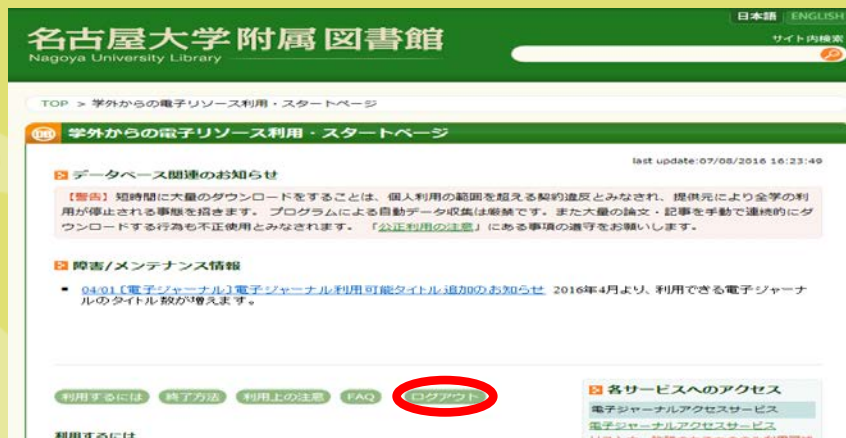 日本語 ENGLISH
名古屋大学附属図書館
Nagoya University Library
サイト内検索
TOP > 学外からの電子リソース利用・スタートページ
DB 学外からの電子リソース利用・スタートページ
last update:07/08/2016 16:23:49
データベース関連のお知らせ
【警告】短時間に大量のダウンロードをすることは、個人利用の範囲を超える契約違反とみなされ、提供元により全学の利
用が停止される事態を招きます。 プログラムによる自動データ収集は厳禁です。また大量の論文・記事を手動で連続的にダ
ウンロードする行為も不正使用とみなされます。 「公正利用の注意」にある事項の遵守をお願いします。
障害/メンテナンス情報
04/01【電子ジャーナル】電子ジャーナル利用可能タイトル追加のお知らせ 2016年4月より、利用できる電子ジャーナ
ルのタイトル数が増えます。
利用するには 終了方法 利用上の注意 FAQ ログアウト
各サービスへのアクセス
電子ジャーナルアクセスサービス
電子ジャーナルアクセスサービス
利用するには